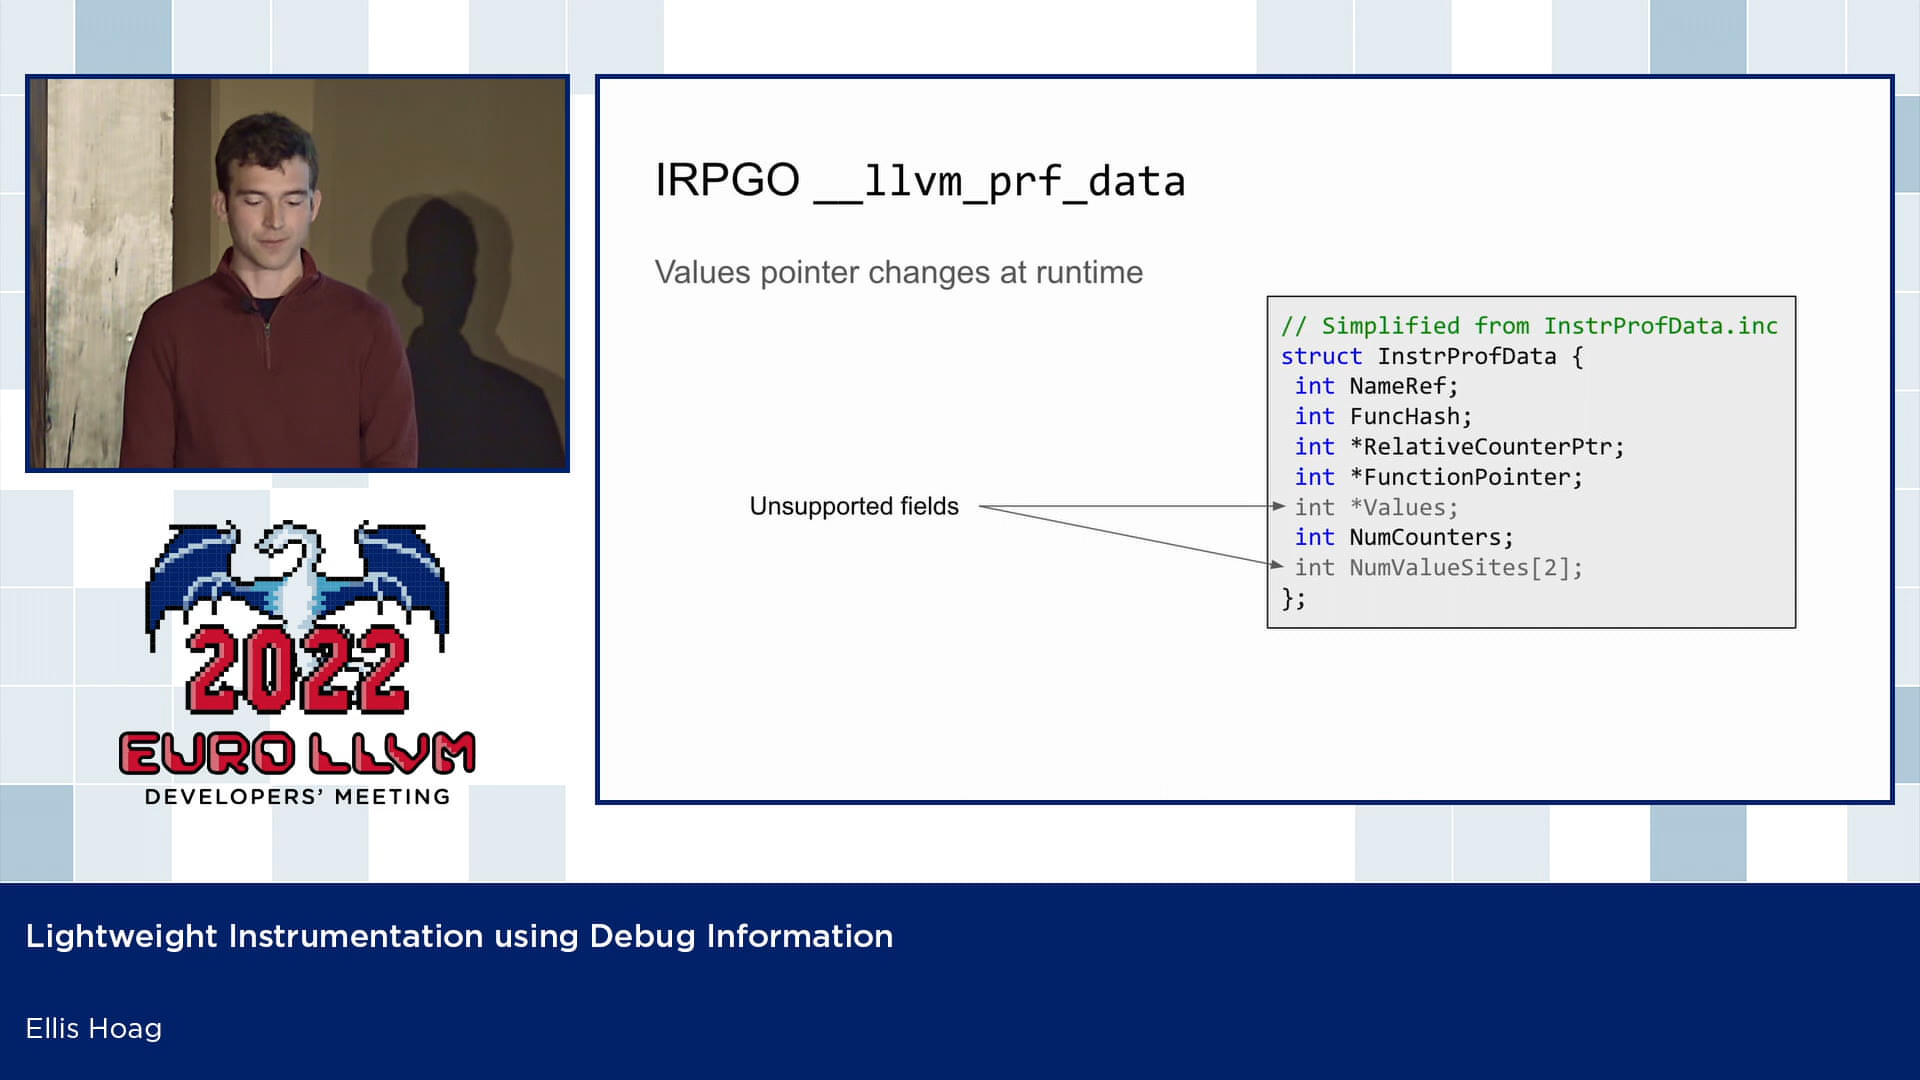 IRPGO __llvm_prf_data
Values pointer changes at runtime
// Simplified from InstrProfData.inc
struct InstrProfData {
int NameRef;
int FuncHash;
int *RelativeCounterPtr;
int *FunctionPointer;
int *Values;
int NumCounters;
int NumValueSites[2];
};
Unsupported fields
2022
EURO LLVM
DEVELOPERS’ MEETING
Lightweight Instrumentation using Debug Information
Ellis Hoag